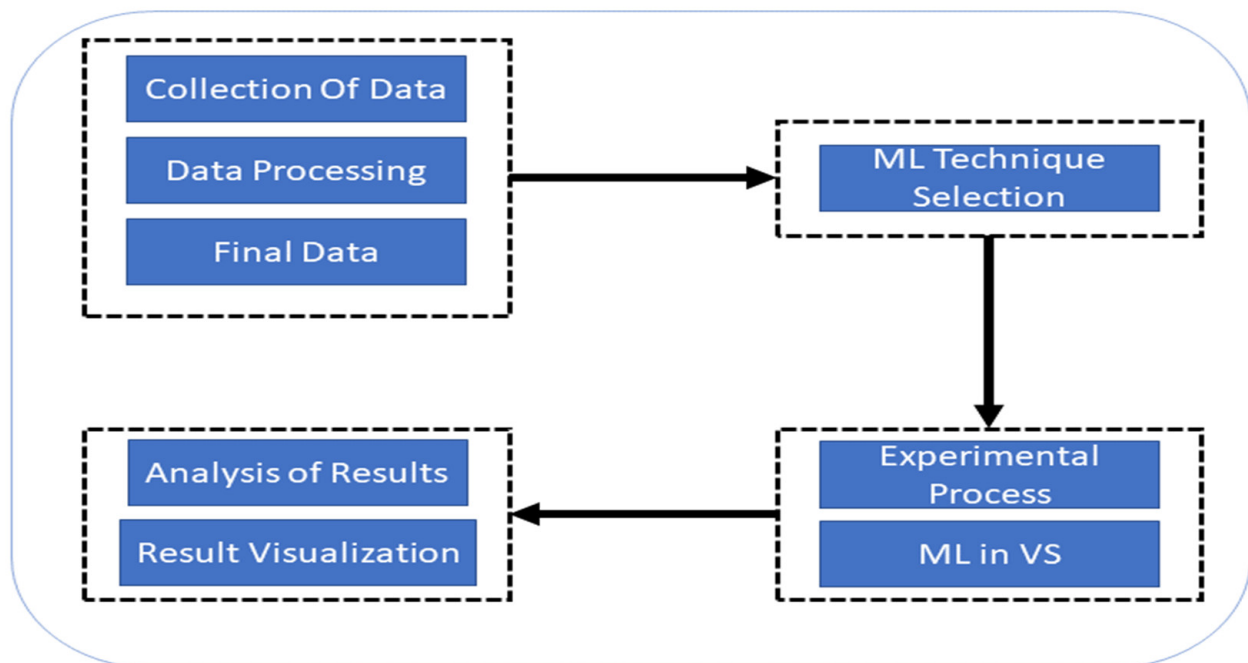 Collection Of Data
Data Processing
Final Data
ML Technique
Selection
Experimental
Process
ML in VS
Analysis of Results
Result Visualization